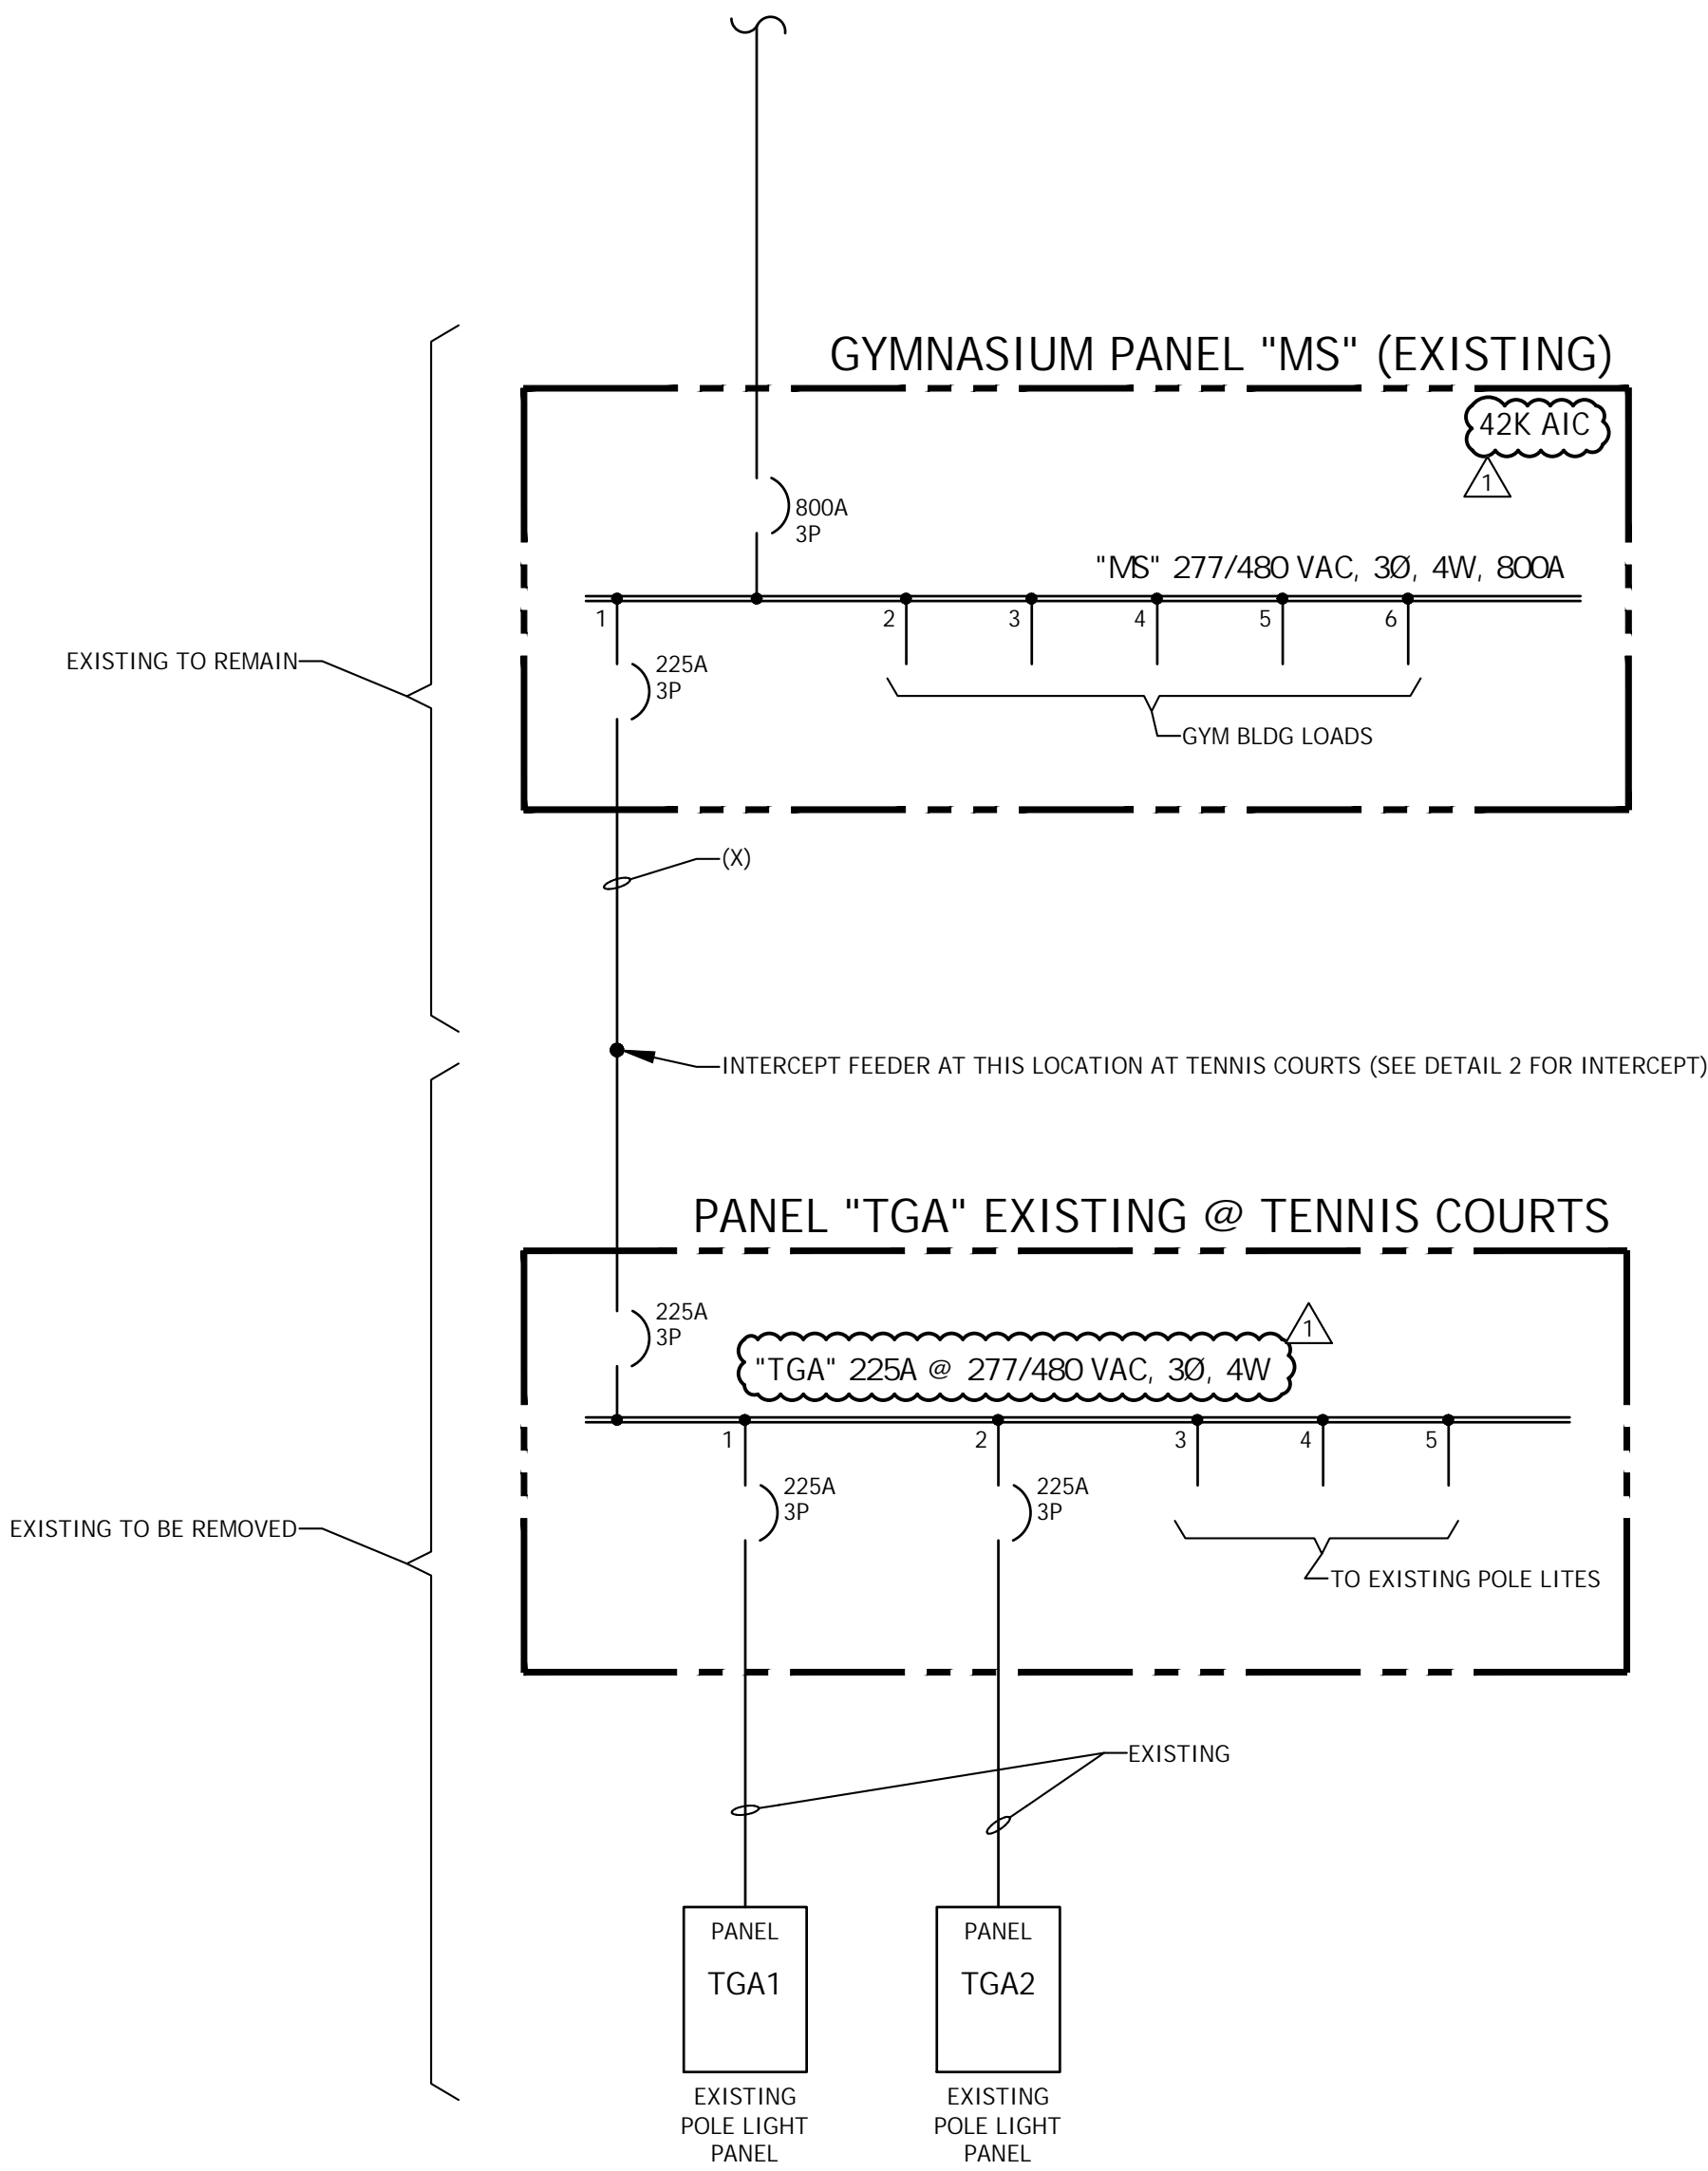 GYMNASIUM PANEL "MS" (EXISTING)
42K AIC
1
800A
3P
"MS" 277/480 VAC, 3Ø, 4W, 800A
1
2
3
4
5
6
EXISTING TO REMAIN
225A
3P
GYM BLDG LOADS
(X)
INTERCEPT FEEDER AT THIS LOCATION AT TENNIS COURTS (SEE DETAIL 2 FOR INTERCEPT)
PANEL "TGA" EXISTING @ TENNIS COURTS
225A
3P
1
"TGA" 225A @ 277/480 VAC, 3Ø, 4W
1
2
3
4
5
225A
3P
225A
3P
EXISTING TO BE REMOVED
TO EXISTING POLE LITES
EXISTING
PANEL
TGA1
EXISTING
POLE LIGHT
PANEL
PANEL
TGA2
EXISTING
POLE LIGHT
PANEL